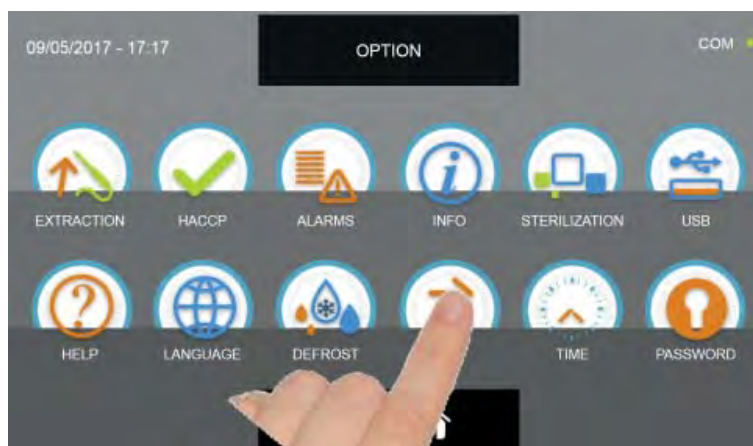 09/05/2017 - 17:17
OPTION
COM
EXTRACTION
HACCP
ALARMS
INFO
STERILIZATION
USB
HELP
LANGUAGE
DEFROST
TIME
PASSWORD